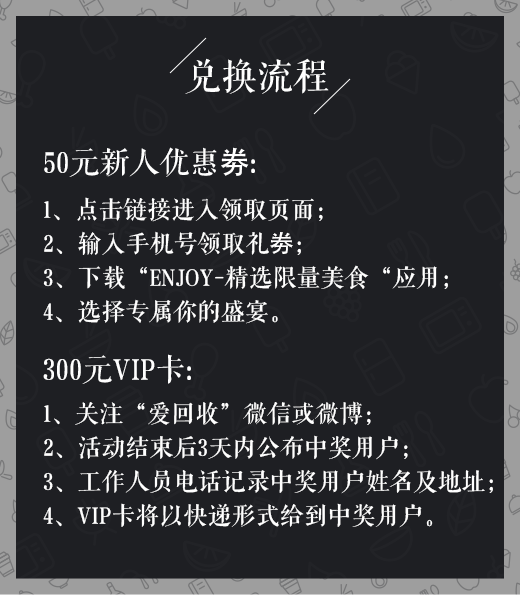 兑换流程
50元新人优惠券:
1、点击链接进入领取页面;
2、输入手机号领取礼券;
3、下载“ENJOY-精选限量美食“应用;
4、选择专属你的盛宴。
300元VIP卡:
1、关注“爱回收”微信或微博;
2、活动结束后3天内公布中奖用户;
3、工作人员电话记录中奖用户姓名及地址;
4、VIP卡将以快递形式给到中奖用户。